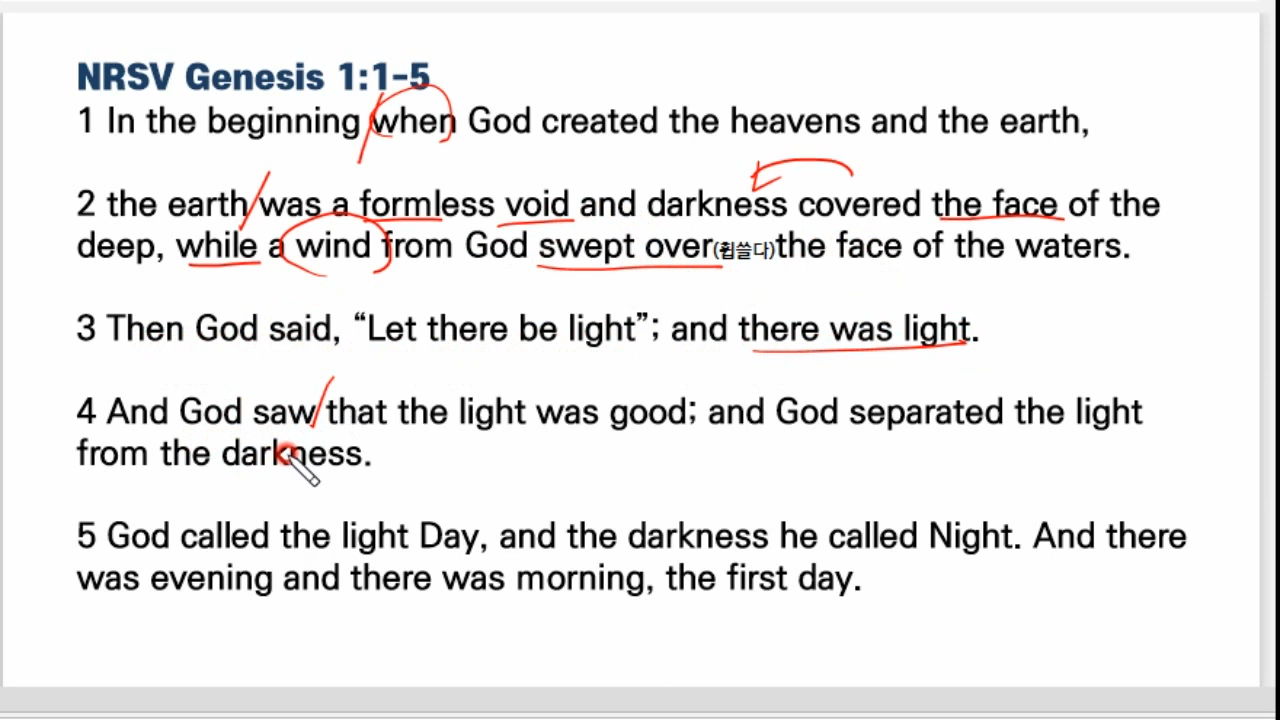 NRSV Genesis 1:1-5
1 In the beginning when God created the heavens and the earth,
2 the earth was a formless void and darkness covered the face of the
deep, while a wind from God swept over(휩쓸다)the face of the waters.
3 Then God said, “Let there be light”; and there was light.
4 And God saw that the light was good; and God separated the light
from the darkness.
5 God called the light Day, and the darkness he called Night. And there
was evening and there was morning, the first day.